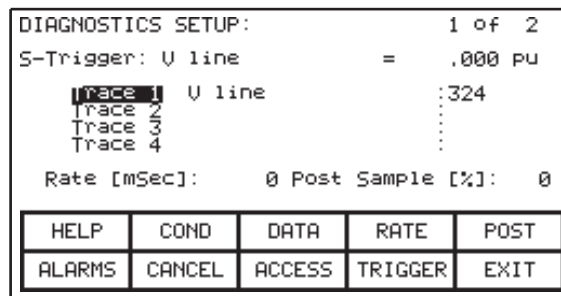 DIAGNOSTICS SETUP: 1 of 2
S-Trigger: V line = .000 pu
Trace 1 V line :324
Trace 2 :
Trace 3 :
Trace 4 :
Rate [mSec]: 0 Post Sample [%]: 0
HELP COND DATA RATE POST
ALARMS CANCEL ACCESS TRIGGER EXIT